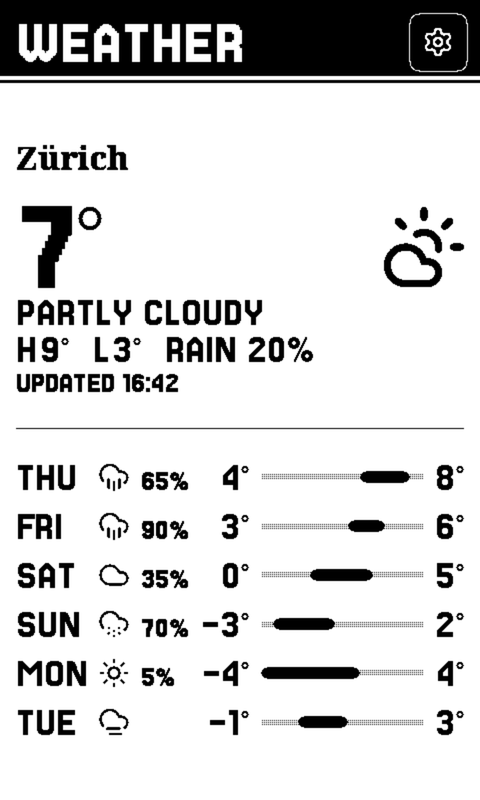 WEATHER
Zürich
7°
PARTLY CLOUDY
H9° L3° RAIN 20%
UPDATED 16:42
THU 65% 4° 8°
FRI 90% 3° 6°
SAT 35% 0° 5°
SUN 70% −3° 2°
MON 5% −4° 4°
TUE −1° 3°